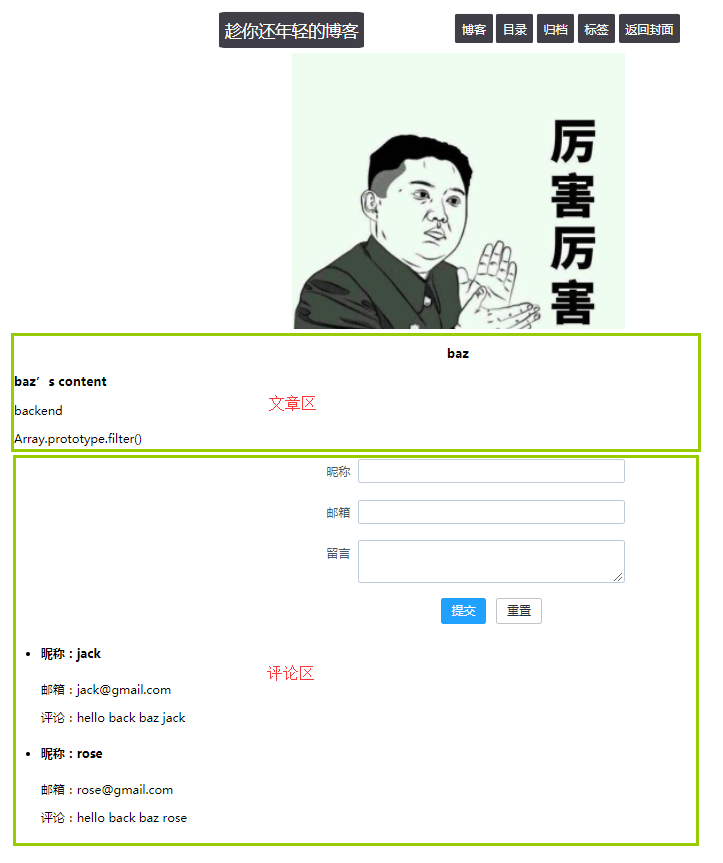 趁你还年轻的博客
博客 目录 归档 标签 返回封面
厉害厉害
baz
baz’s content
backend
文章区
Array.prototype.filter()
昵称
邮箱
留言
提交 重置
昵称：jack
评论区
邮箱：jack@gmail.com
评论：hello back baz jack
昵称：rose
邮箱：rose@gmail.com
评论：hello back baz rose